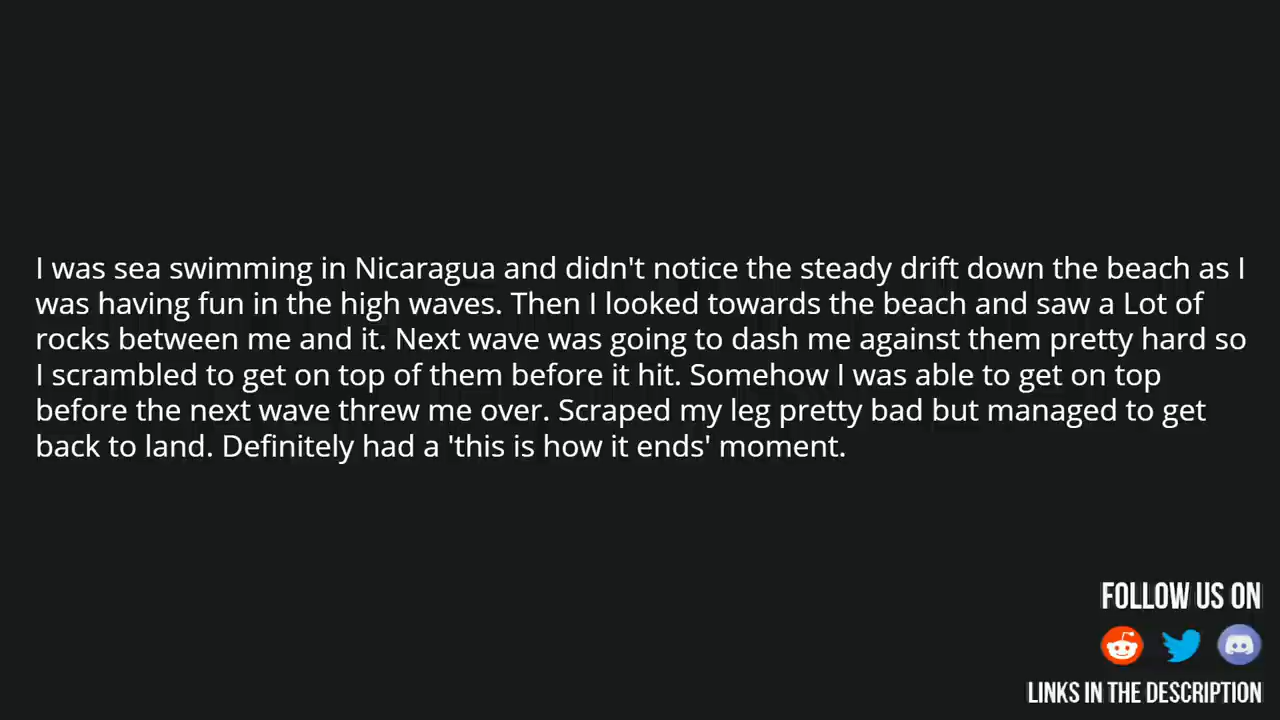 I was sea swimming in Nicaragua and didn't notice the steady drift down the beach as I
was having fun in the high waves. Then I looked towards the beach and saw a Lot of
rocks between me and it. Next wave was going to dash me against them pretty hard so
I scrambled to get on top of them before it hit. Somehow I was able to get on top
before the next wave threw me over. Scraped my leg pretty bad but managed to get
back to land. Definitely had a 'this is how it ends' moment.
FOLLOW US ON
LINKS IN THE DESCRIPTION